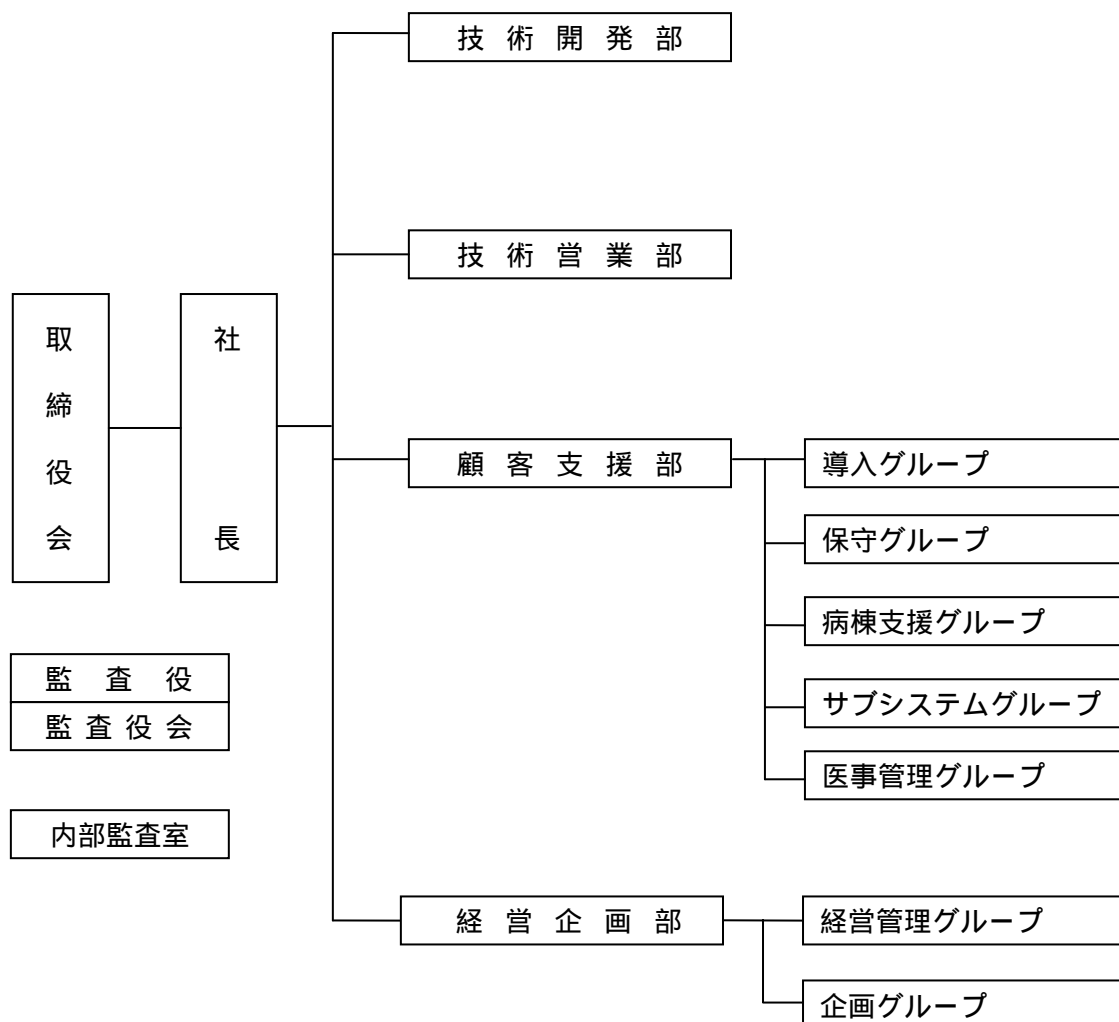 技術開発部
技術営業部
取締役会
社長
顧客支援部
導入グループ
保守グループ
病棟支援グループ
サブシステムグループ
医事管理グループ
監査役
監査役会
内部監査室
経営企画部
経営管理グループ
企画グループ